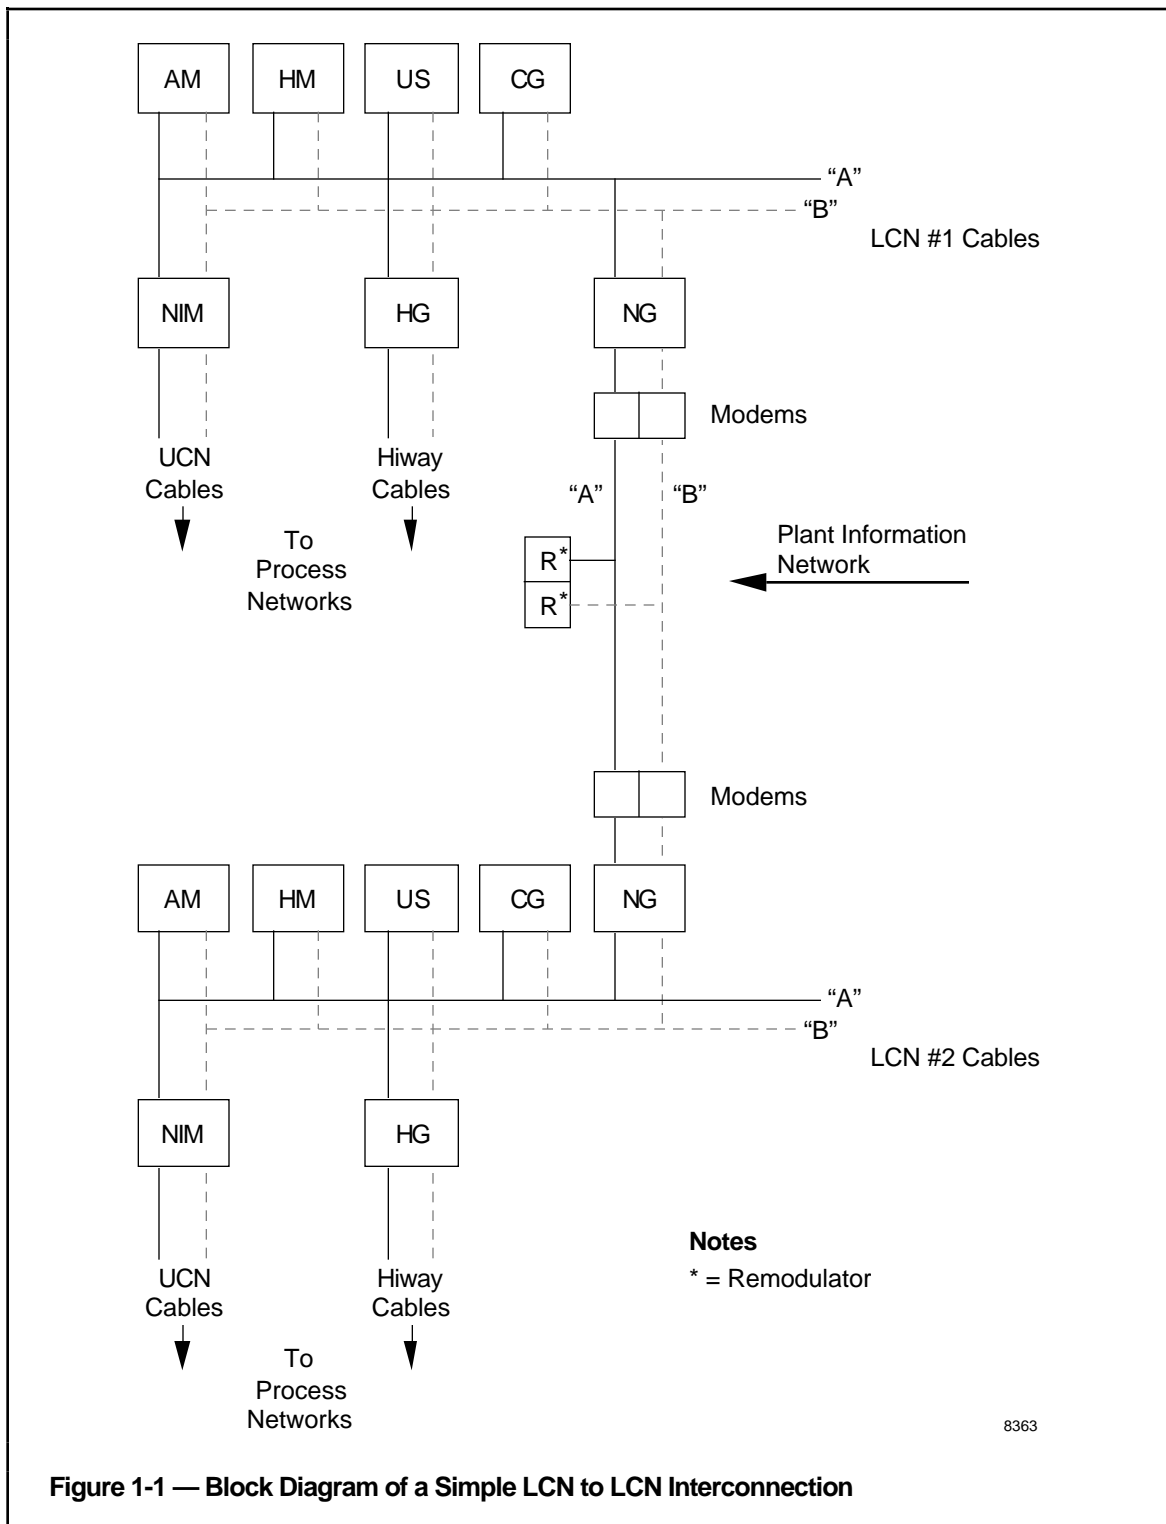 AM HM US CG
“A”
“B”
LCN #1 Cables
NIM HG NG
Modems
UCN
Cables
Hiway
Cables
“A” “B”
To
Process
Networks
Plant Information
Network
R*
R*
Modems
AM HM US CG NG
“A”
“B”
LCN #2 Cables
NIM HG
Notes
* = Remodulator
UCN
Cables
Hiway
Cables
To
Process
Networks
8363
Figure 1-1 — Block Diagram of a Simple LCN to LCN Interconnection